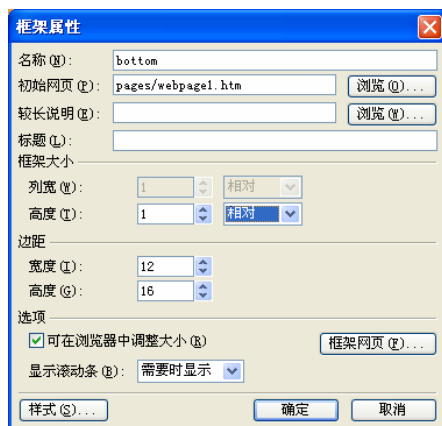 框架属性
名称(N): bottom
初始网页(P): pages/webpage1.htm 浏览(O)...
较长说明(E): 浏览(W)...
标题(L):
框架大小
列宽(W): 1 相对
高度(T): 1 相对
边距
宽度(I): 12
高度(G): 16
选项
可在浏览器中调整大小(R) 框架网页(F)...
显示滚动条(B): 需要时显示
样式(S)... 确定 取消